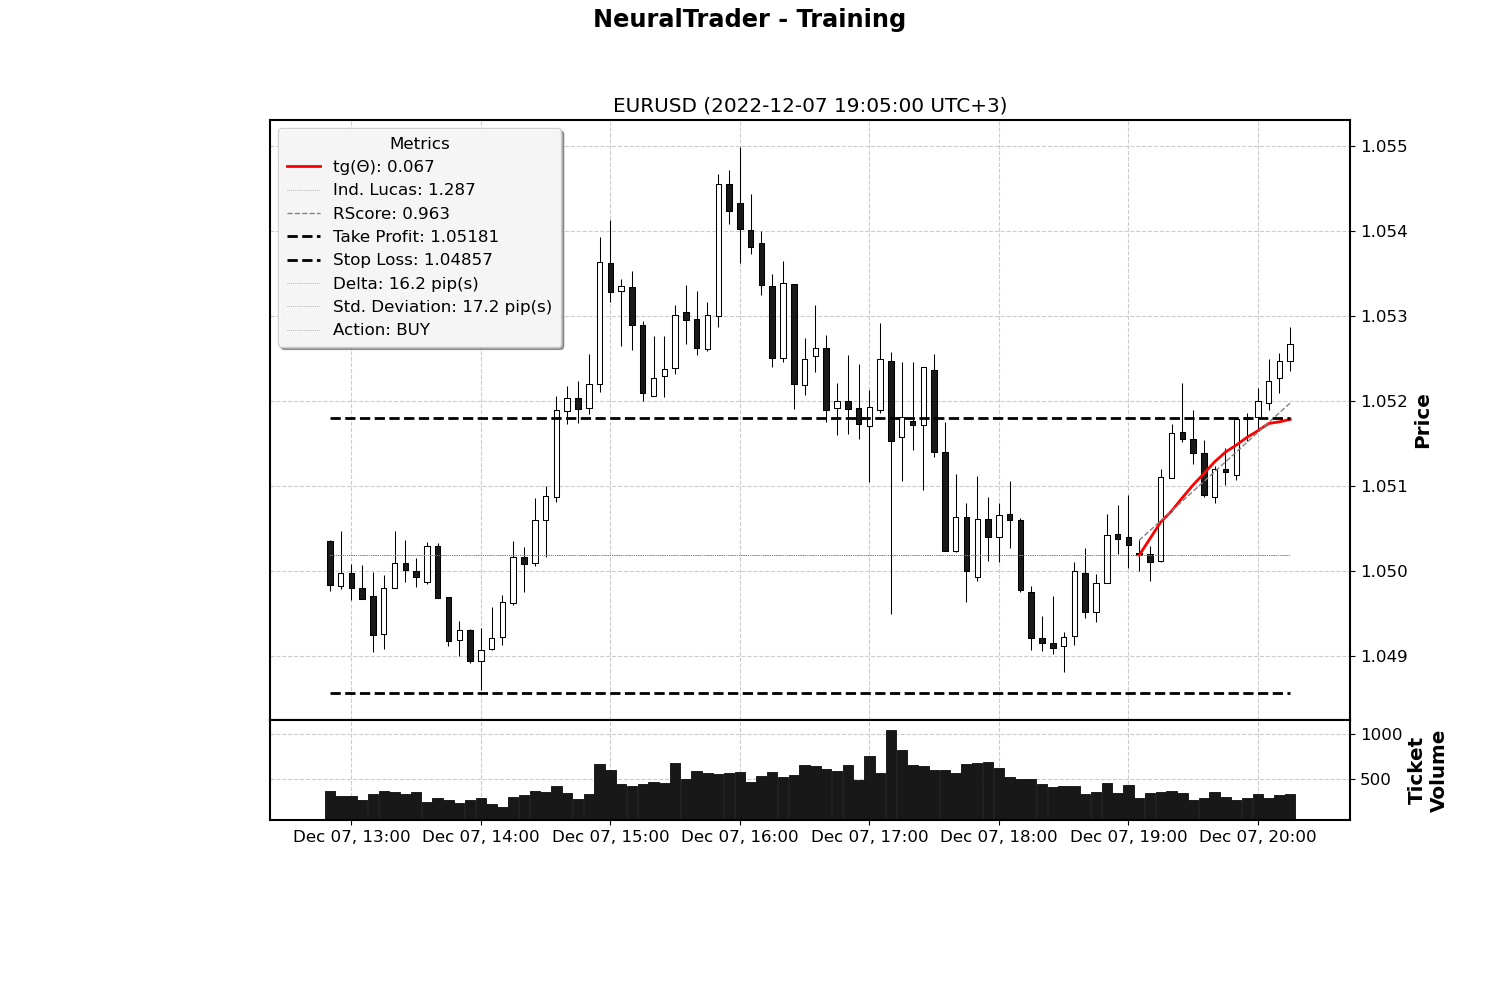 NeuralTrader - Training
EURUSD (2022-12-07 19:05:00 UTC+3)
Metrics
tg(Θ): 0.067
Ind. Lucas: 1.287
RScore: 0.963
Take Profit: 1.05181
Stop Loss: 1.04857
Delta: 16.2 pip(s)
Std. Deviation: 17.2 pip(s)
Action: BUY
1.055
1.054
1.053
1.052
1.051
1.050
1.049
Price
1000
500
Ticket
Volume
Dec 07, 13:00 Dec 07, 14:00 Dec 07, 15:00 Dec 07, 16:00 Dec 07, 17:00 Dec 07, 18:00 Dec 07, 19:00 Dec 07, 20:00